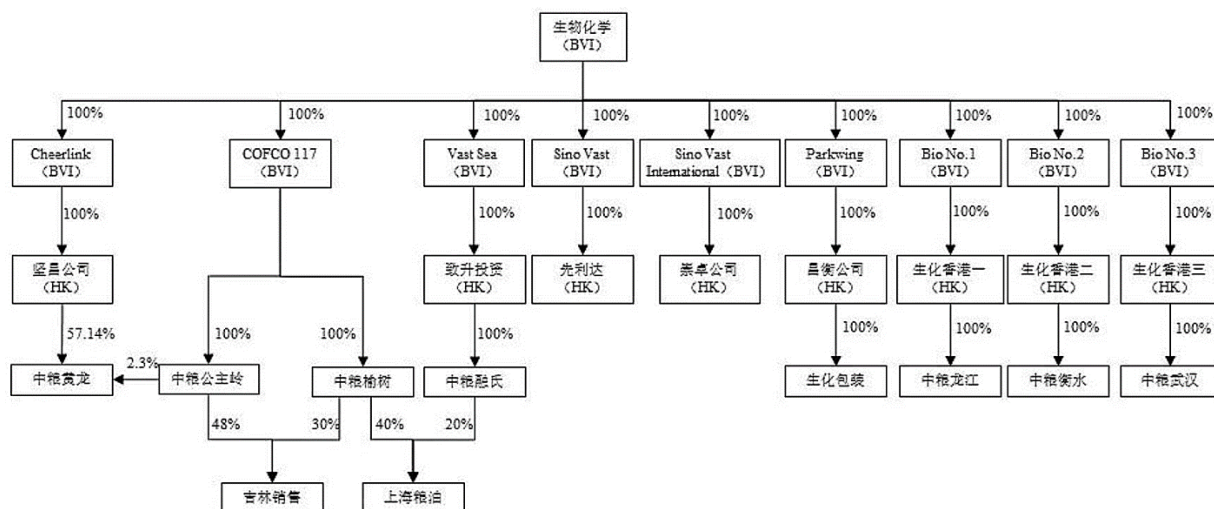 生物化学
（BVI）
100%
100%
100%
100%
100%
100%
100%
100%
100%
Cheerlink
（BVI）
COFCO 117
（BVI）
Vast Sea
（BVI）
Sino Vast
（BVI）
Sino Vast
International（BVI）
Parkwing
（BVI）
Bio No.1
（BVI）
Bio No.2
（BVI）
Bio No.3
（BVI）
100%
100%
100%
100%
100%
100%
100%
100%
坚昌公司
（HK）
致升投资
（HK）
先利达
（HK）
崇卓公司
（HK）
昌衡公司
（HK）
生化香港一
（HK）
生化香港二
（HK）
生化香港三
（HK）
57.14%
100%
100%
100%
100%
100%
100%
100%
2.3%
中粮黄龙
中粮公主岭
中粮榆树
中粮融氏
生化包装
中粮龙江
中粮衡水
中粮武汉
48%
30%
40%
20%
吉林销售
上海粮油